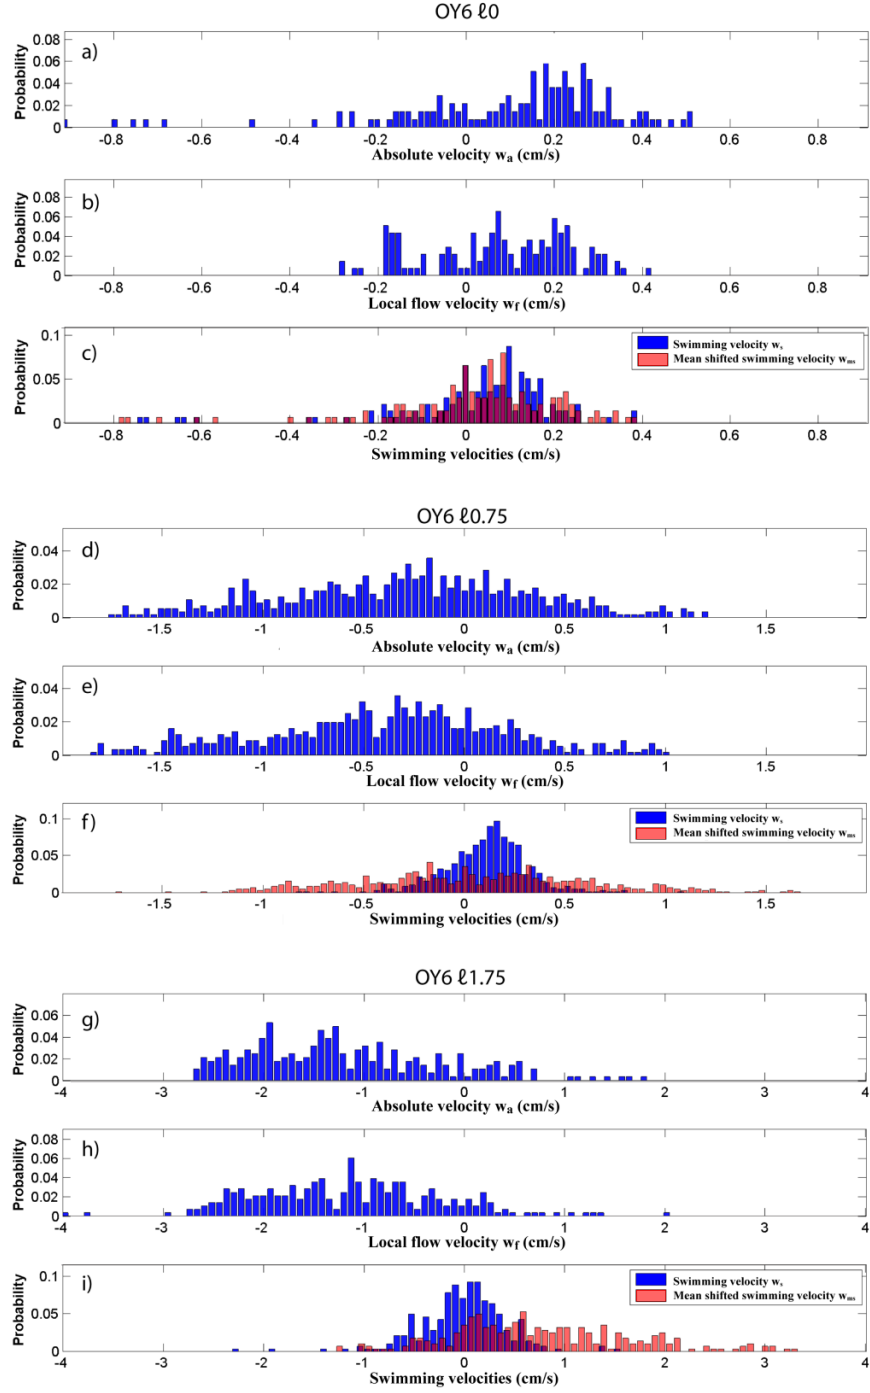 OY6 ℓ0
a)
Probability
0.08
0.06
0.04
0.02
0
-0.8 -0.6 -0.4 -0.2 0 0.2 0.4 0.6 0.8
Absolute velocity wₐ (cm/s)
b)
Probability
0.08
0.06
0.04
0.02
0
-0.8 -0.6 -0.4 -0.2 0 0.2 0.4 0.6 0.8
Local flow velocity w_f (cm/s)
c)
Probability
0.1
0.05
0
Swimming velocity wₛ
Mean shifted swimming velocity wₘₛ
-0.8 -0.6 -0.4 -0.2 0 0.2 0.4 0.6 0.8
Swimming velocities (cm/s)
OY6 ℓ0.75
d)
Probability
0.04
0.02
0
-1.5 -1 -0.5 0 0.5 1 1.5
Absolute velocity wₐ (cm/s)
e)
Probability
0.04
0.02
0
-1.5 -1 -0.5 0 0.5 1 1.5
Local flow velocity w_f (cm/s)
f)
Probability
0.1
0.05
0
Swimming velocity wₛ
Mean shifted swimming velocity wₘₛ
-1.5 -1 -0.5 0 0.5 1 1.5
Swimming velocities (cm/s)
OY6 ℓ1.75
g)
Probability
0.06
0.04
0.02
0
-4 -3 -2 -1 0 1 2 3 4
Absolute velocity wₐ (cm/s)
h)
Probability
0.08
0.06
0.04
0.02
0
-4 -3 -2 -1 0 1 2 3 4
Local flow velocity w_f (cm/s)
i)
Probability
0.1
0.05
0
Swimming velocity wₛ
Mean shifted swimming velocity wₘₛ
-4 -3 -2 -1 0 1 2 3 4
Swimming velocities (cm/s)